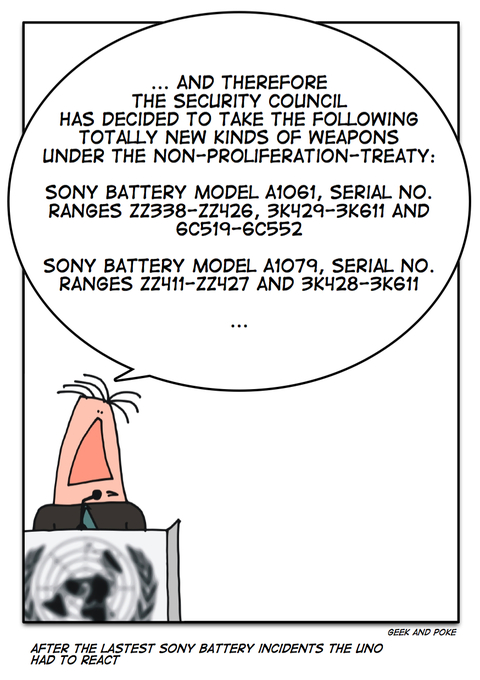 ... AND THEREFORE
THE SECURITY COUNCIL
HAS DECIDED TO TAKE THE FOLLOWING
TOTALLY NEW KINDS OF WEAPONS
UNDER THE NON-PROLIFERATION-TREATY:
SONY BATTERY MODEL A1061, SERIAL NO.
RANGES ZZ338-ZZ426, 3K429-3K611 AND
6C519-6C552
SONY BATTERY MODEL A1079, SERIAL NO.
RANGES ZZ411-ZZ427 AND 3K428-3K611
...
GEEK AND POKE
AFTER THE LASTEST SONY BATTERY INCIDENTS THE UNO
HAD TO REACT